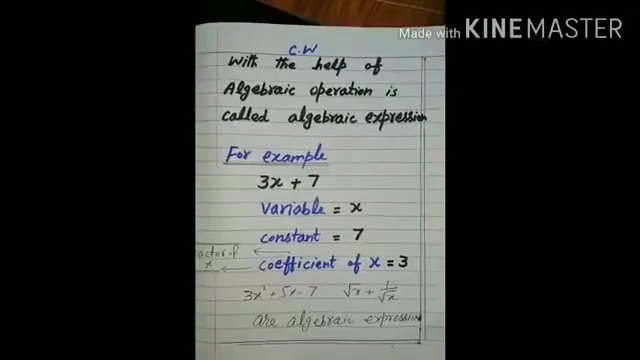 Made with KINEMASTER
C.W
With the help of
Algebraic operation is
called algebraic expression
For example
3x + 7
variable = x
constant = 7
actor of
x
coefficient of x = 3
3x² + 5x - 7 √x + 1/√x
are algebraic expression